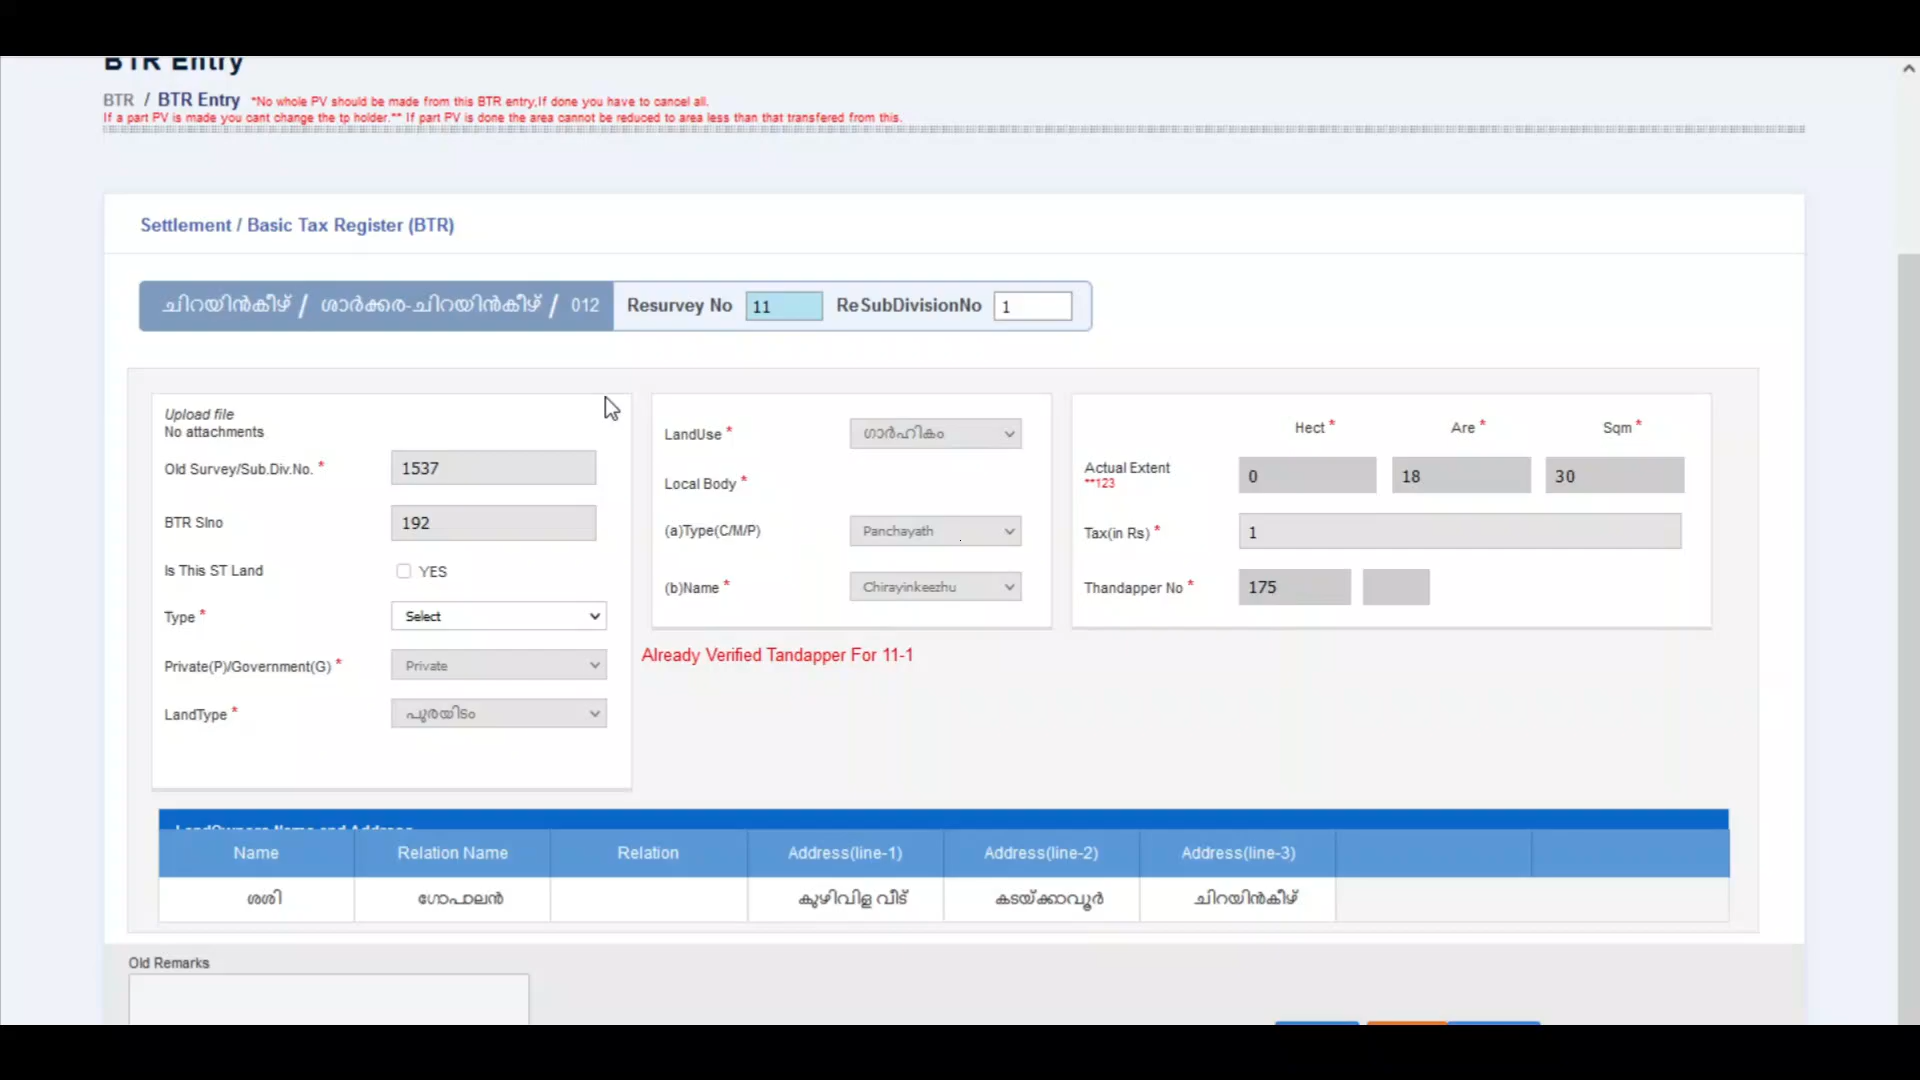 BTR Entry
BTR / BTR Entry *No whole PV should be made from this BTR entry,If done you have to cancel all.
If a part PV is made you cant change the tp holder.** If part PV is done the area cannot be reduced to area less than that transfered from this.
Settlement / Basic Tax Register (BTR)
ചിറയിൻകീഴ് / ശാർക്കര-ചിറയിൻകീഴ് / 012 Resurvey No 11 ReSubDivisionNo 1
Upload file
No attachments
Old Survey/Sub.Div.No. * 1537
BTR Slno 192
Is This ST Land YES
Type * Select
Private(P)/Government(G) * Private
LandType * പുരയിടം
LandUse * ഗാർഹികം
Local Body *
(a)Type(C/M/P) Panchayath
(b)Name * Chirayinkeezhu
Hect * Are * Sqm *
Actual Extent 0 18 30
**123
Tax(in Rs) * 1
Thandapper No * 175
Already Verified Tandapper For 11-1
LandOwners Name and Address
Name Relation Name Relation Address(line-1) Address(line-2) Address(line-3)
ശശി ഗോപാലൻ കുഴിവിള വീട് കടയ്ക്കാവൂർ ചിറയിൻകീഴ്
Old Remarks